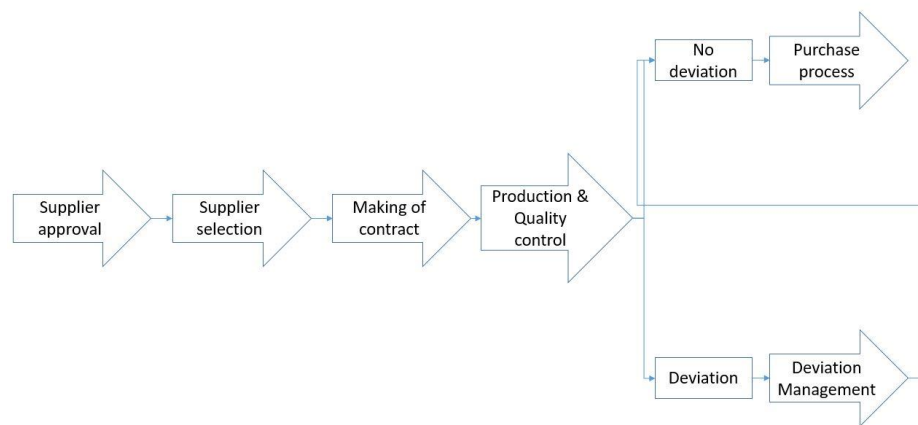 Supplier
approval
Supplier
selection
Making of
contract
Production &
Quality
control
No
deviation
Purchase
process
Deviation
Deviation
Management